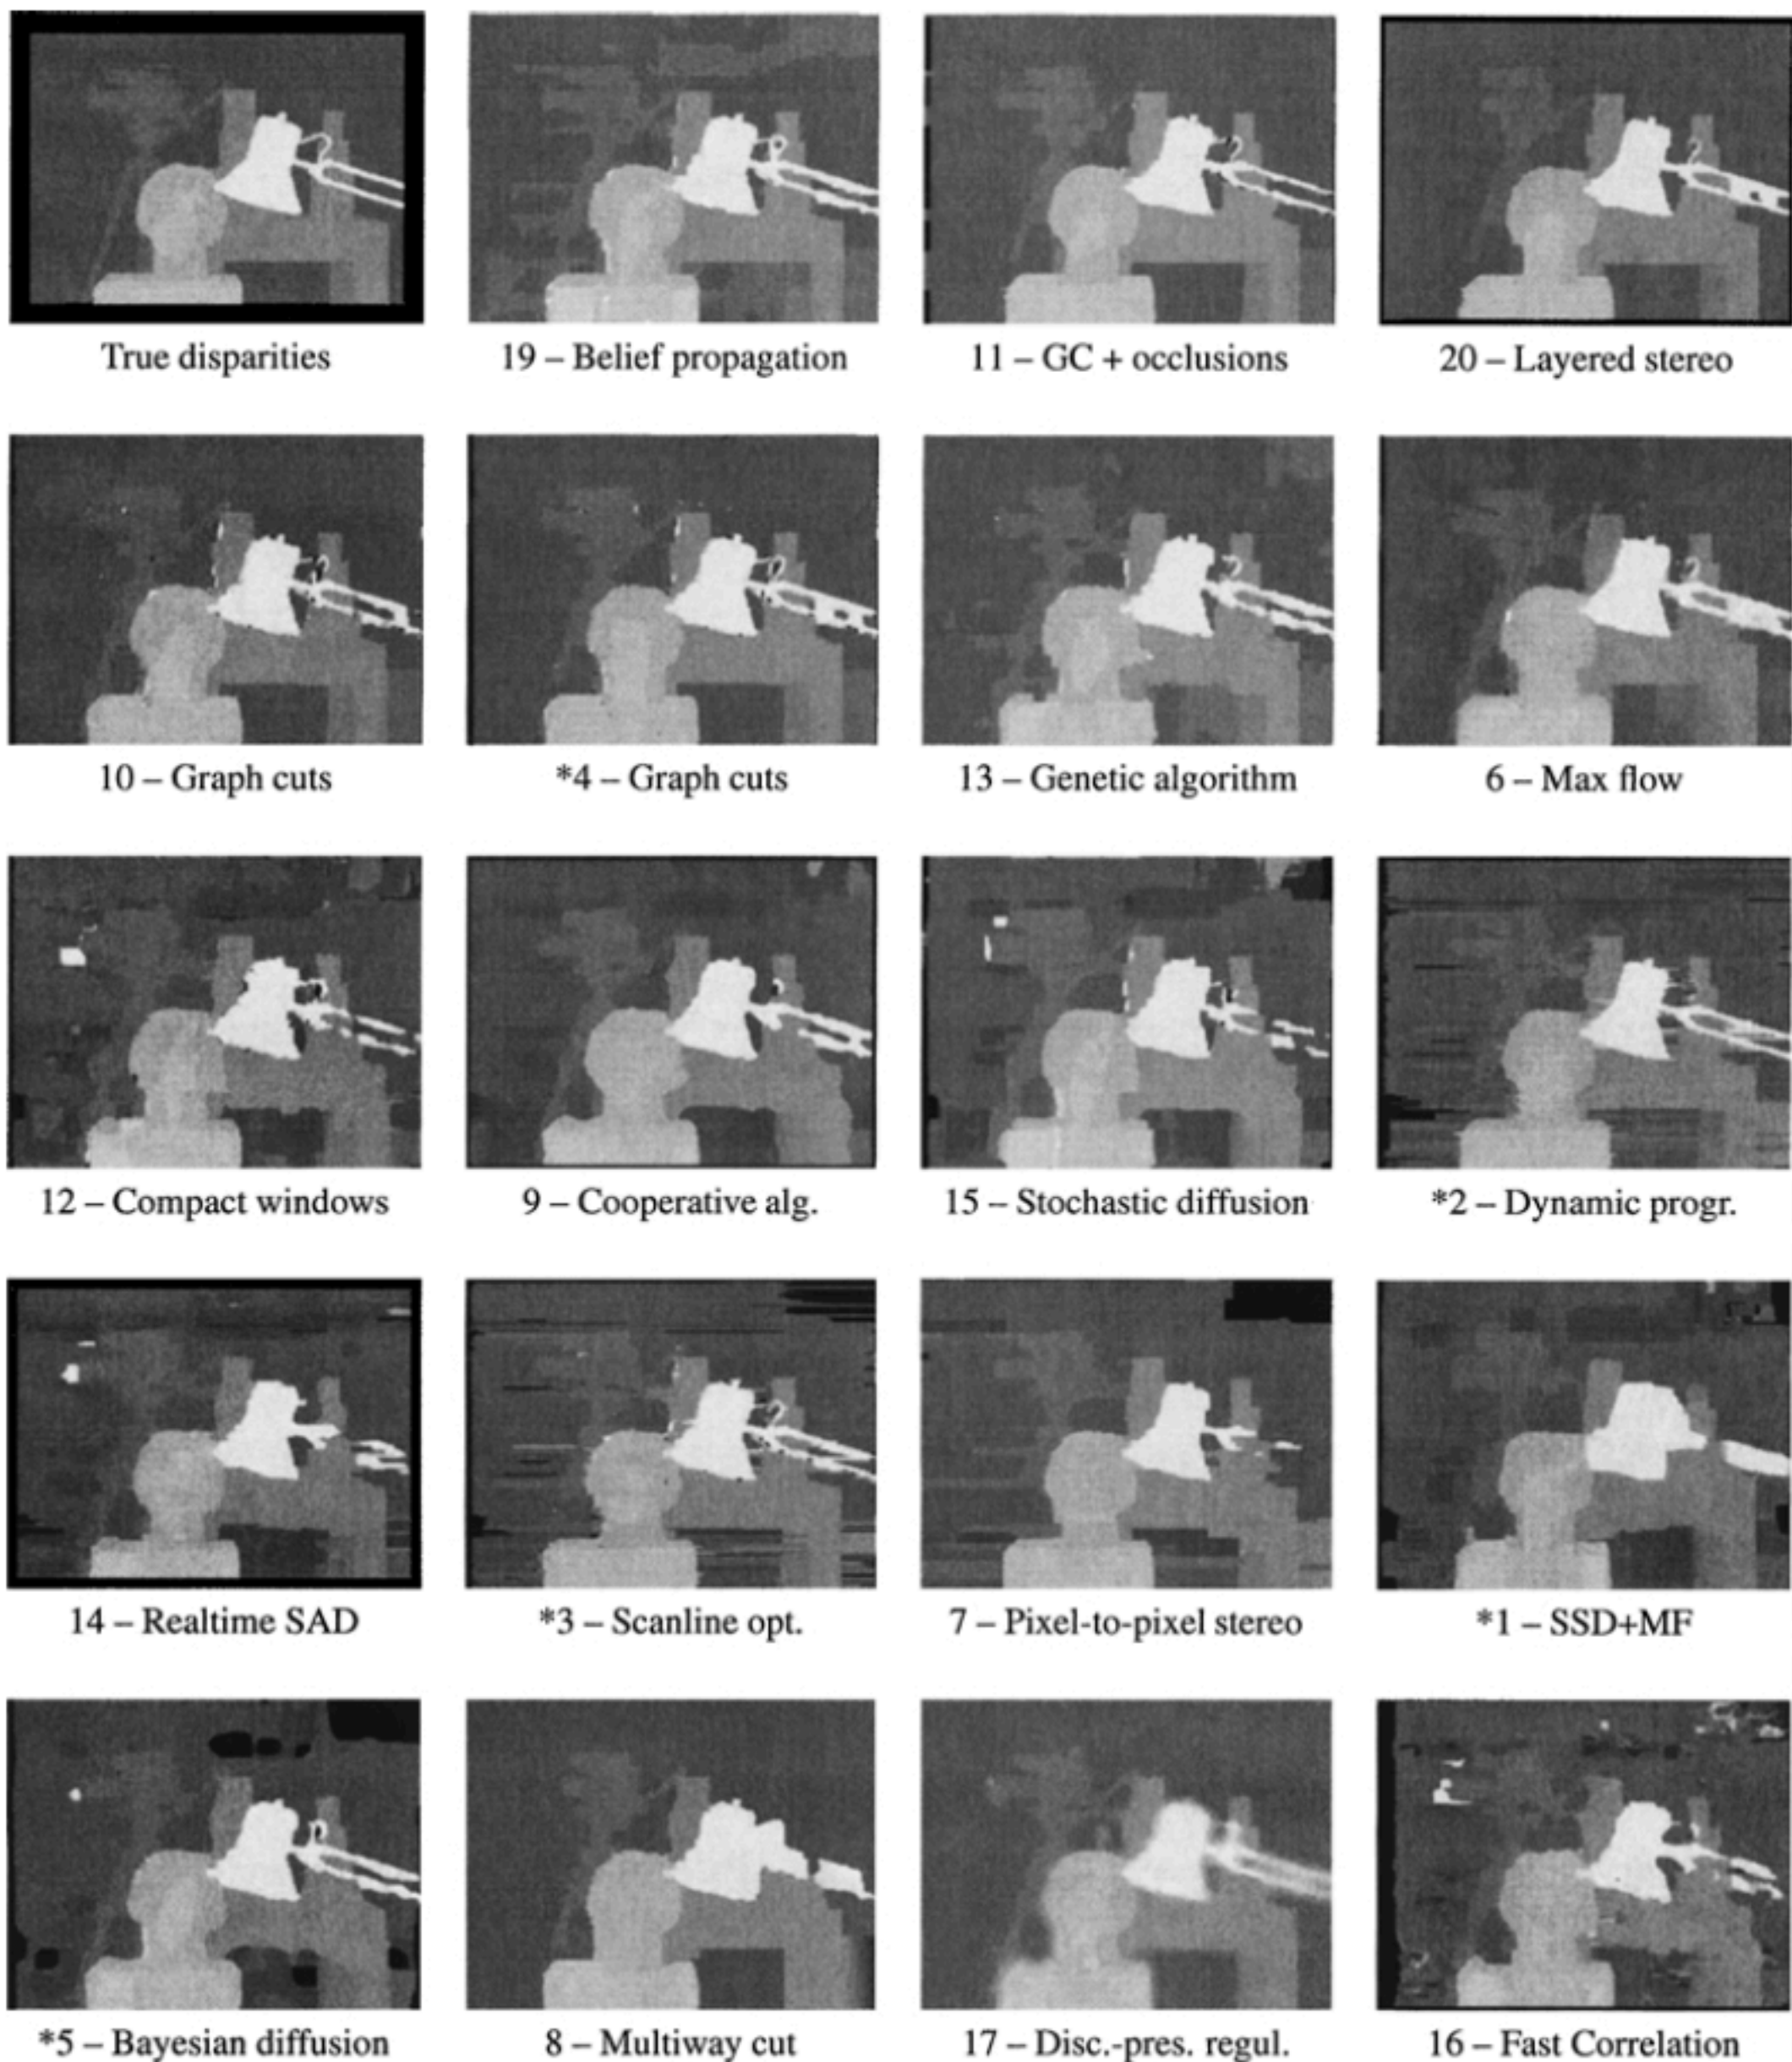 True disparities
19 – Belief propagation
11 – GC + occlusions
20 – Layered stereo
10 – Graph cuts
*4 – Graph cuts
13 – Genetic algorithm
6 – Max flow
12 – Compact windows
9 – Cooperative alg.
15 – Stochastic diffusion
*2 – Dynamic progr.
14 – Realtime SAD
*3 – Scanline opt.
7 – Pixel-to-pixel stereo
*1 – SSD+MF
*5 – Bayesian diffusion
8 – Multiway cut
17 – Disc.-pres. regul.
16 – Fast Correlation